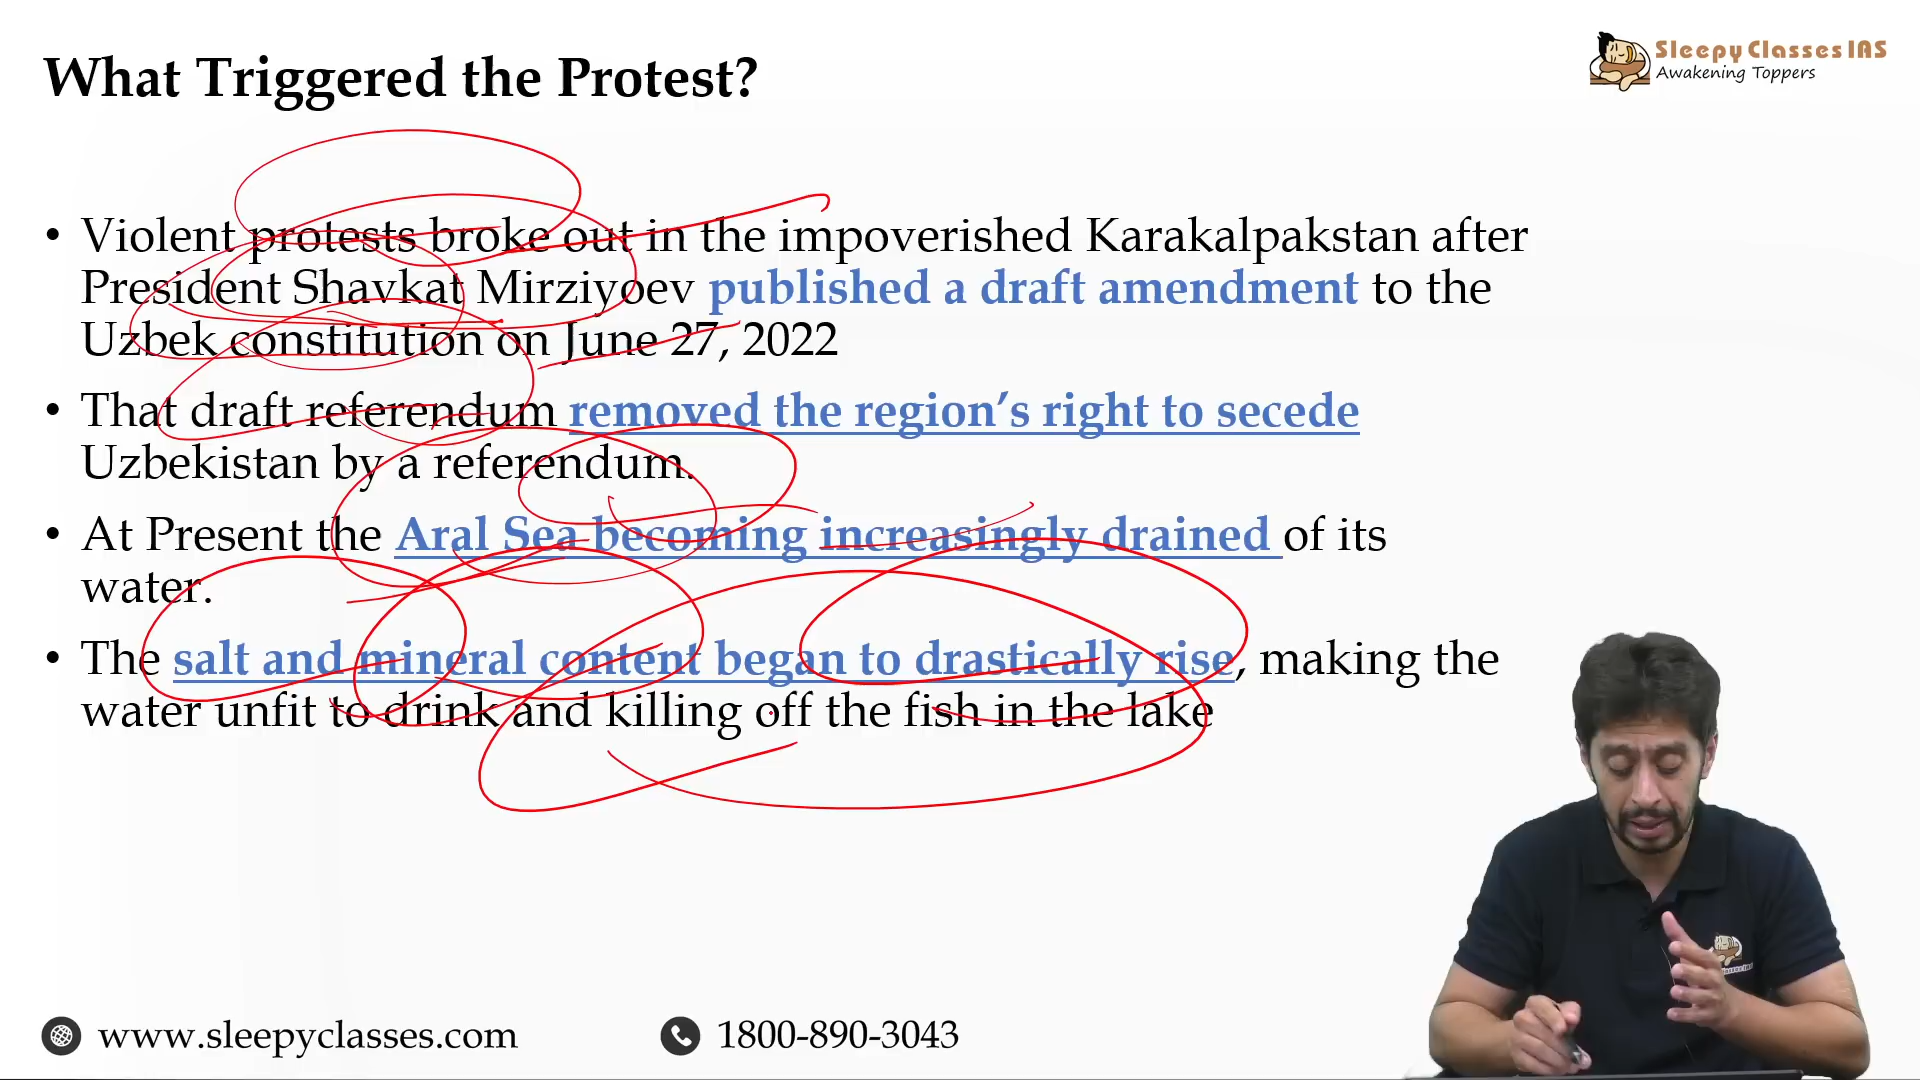 What Triggered the Protest?
Sleepy Classes IAS
Awakening Toppers
• Violent protests broke out in the impoverished Karakalpakstan after
President Shavkat Mirziyoev published a draft amendment to the
Uzbek constitution on June 27, 2022
• That draft referendum removed the region’s right to secede
Uzbekistan by a referendum.
• At Present the Aral Sea becoming increasingly drained of its
water.
• The salt and mineral content began to drastically rise, making the
water unfit to drink and killing off the fish in the lake
www.sleepyclasses.com
1800-890-3043